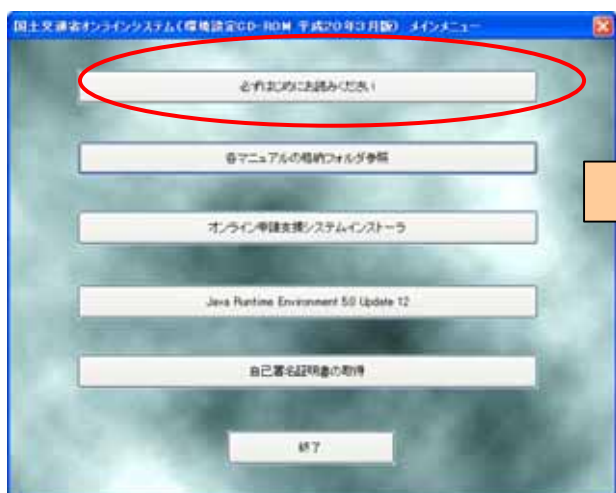 国土交通省オンラインシステム(環境設定CD-ROM 平成20年3月版) メインメニュー
必ずはじめにお読みください
各マニュアルの格納フォルダ参照
オンライン申請支援システムインストーラ
Java Runtime Environment 5.0 Update 12
自己署名証明書の取得
終了